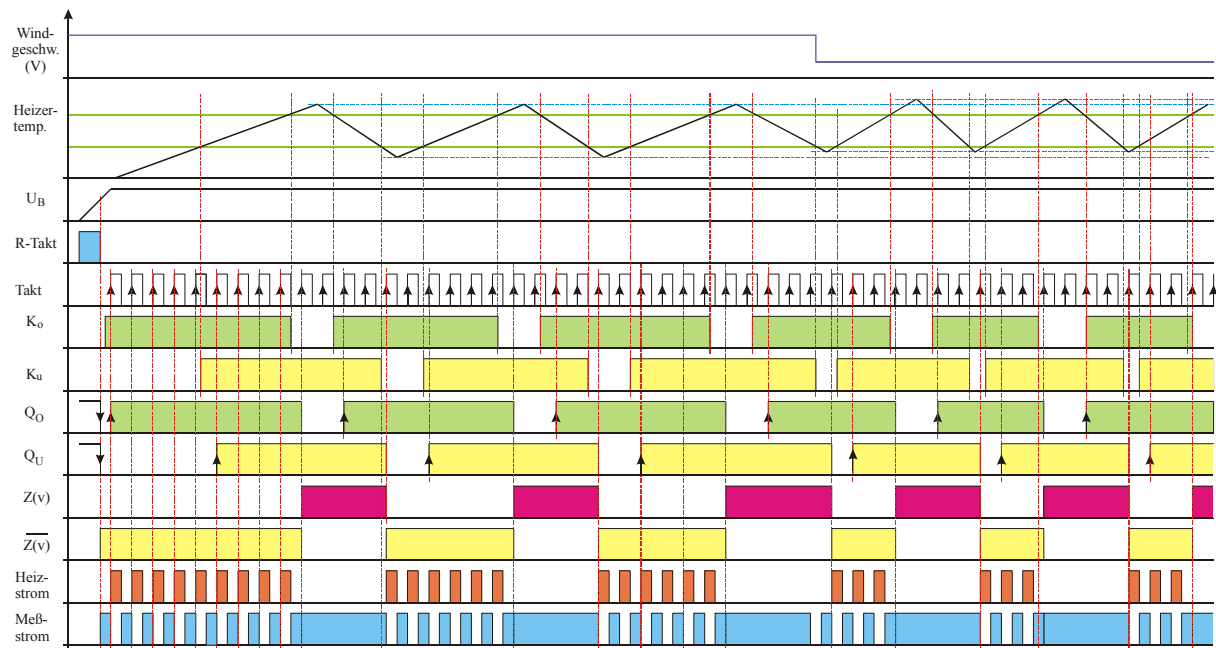 Wind-
geschw.
(V)
Heizer-
temp.
U_B
R-Takt
Takt
K_o
K_u
Q_O
Q_U
Z(v)
Z(v)
Heiz-
strom
Meß-
strom